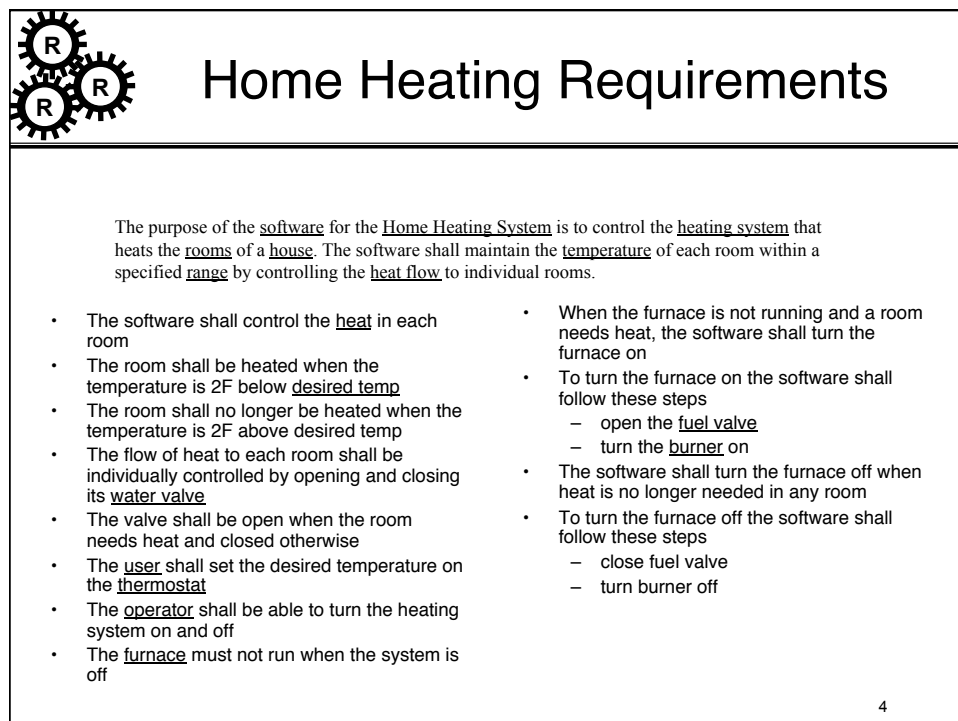 R
R
R
Home Heating Requirements
The purpose of the software for the Home Heating System is to control the heating system that
heats the rooms of a house. The software shall maintain the temperature of each room within a
specified range by controlling the heat flow to individual rooms.
• The software shall control the heat in each
room
• The room shall be heated when the
temperature is 2F below desired temp
• The room shall no longer be heated when the
temperature is 2F above desired temp
• The flow of heat to each room shall be
individually controlled by opening and closing
its water valve
• The valve shall be open when the room
needs heat and closed otherwise
• The user shall set the desired temperature on
the thermostat
• The operator shall be able to turn the heating
system on and off
• The furnace must not run when the system is
off
• When the furnace is not running and a room
needs heat, the software shall turn the
furnace on
• To turn the furnace on the software shall
follow these steps
– open the fuel valve
– turn the burner on
• The software shall turn the furnace off when
heat is no longer needed in any room
• To turn the furnace off the software shall
follow these steps
– close fuel valve
– turn burner off
4